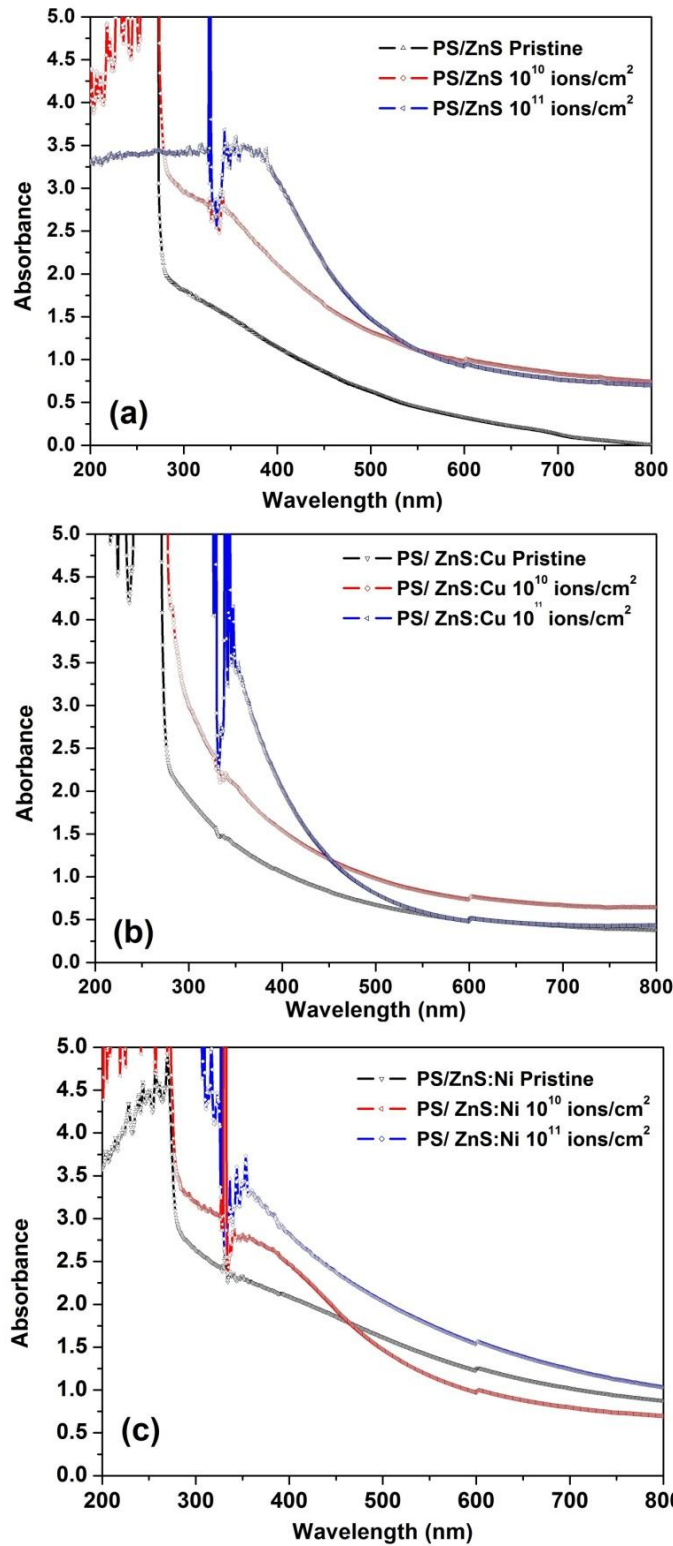 5.0
4.5
4.0
3.5
3.0
2.5
2.0
1.5
1.0
0.5
0.0
Absorbance
PS/ZnS Pristine
PS/ZnS 10¹⁰ ions/cm²
PS/ZnS 10¹¹ ions/cm²
(a)
200 300 400 500 600 700 800
Wavelength (nm)
5.0
4.5
4.0
3.5
3.0
2.5
2.0
1.5
1.0
0.5
0.0
Aborbance
PS/ ZnS:Cu Pristine
PS/ ZnS:Cu 10¹⁰ ions/cm²
PS/ ZnS:Cu 10¹¹ ions/cm²
(b)
200 300 400 500 600 700 800
Wavelength (nm)
5.0
4.5
4.0
3.5
3.0
2.5
2.0
1.5
1.0
0.5
0.0
Absorbance
PS/ZnS:Ni Pristine
PS/ ZnS:Ni 10¹⁰ ions/cm²
PS/ ZnS:Ni 10¹¹ ions/cm²
(c)
200 300 400 500 600 700 800
Wavelength (nm)